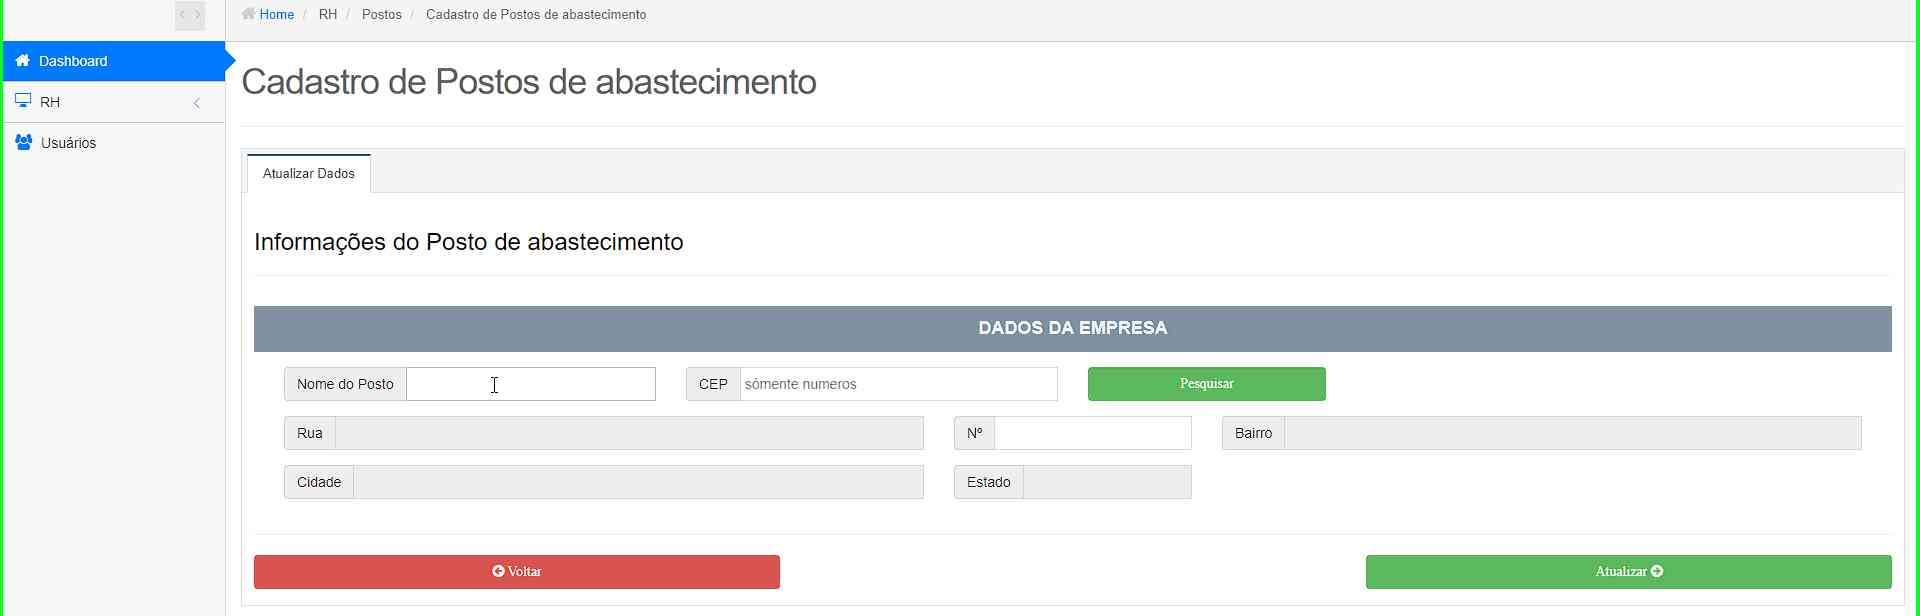 Home / RH / Postos / Cadastro de Postos de abastecimento
Dashboard
RH
Usuários
Cadastro de Postos de abastecimento
Atualizar Dados
Informações do Posto de abastecimento
DADOS DA EMPRESA
Nome do Posto
CEP sómente numeros
Pesquisar
Rua
Nº
Bairro
Cidade
Estado
Voltar
Atualizar